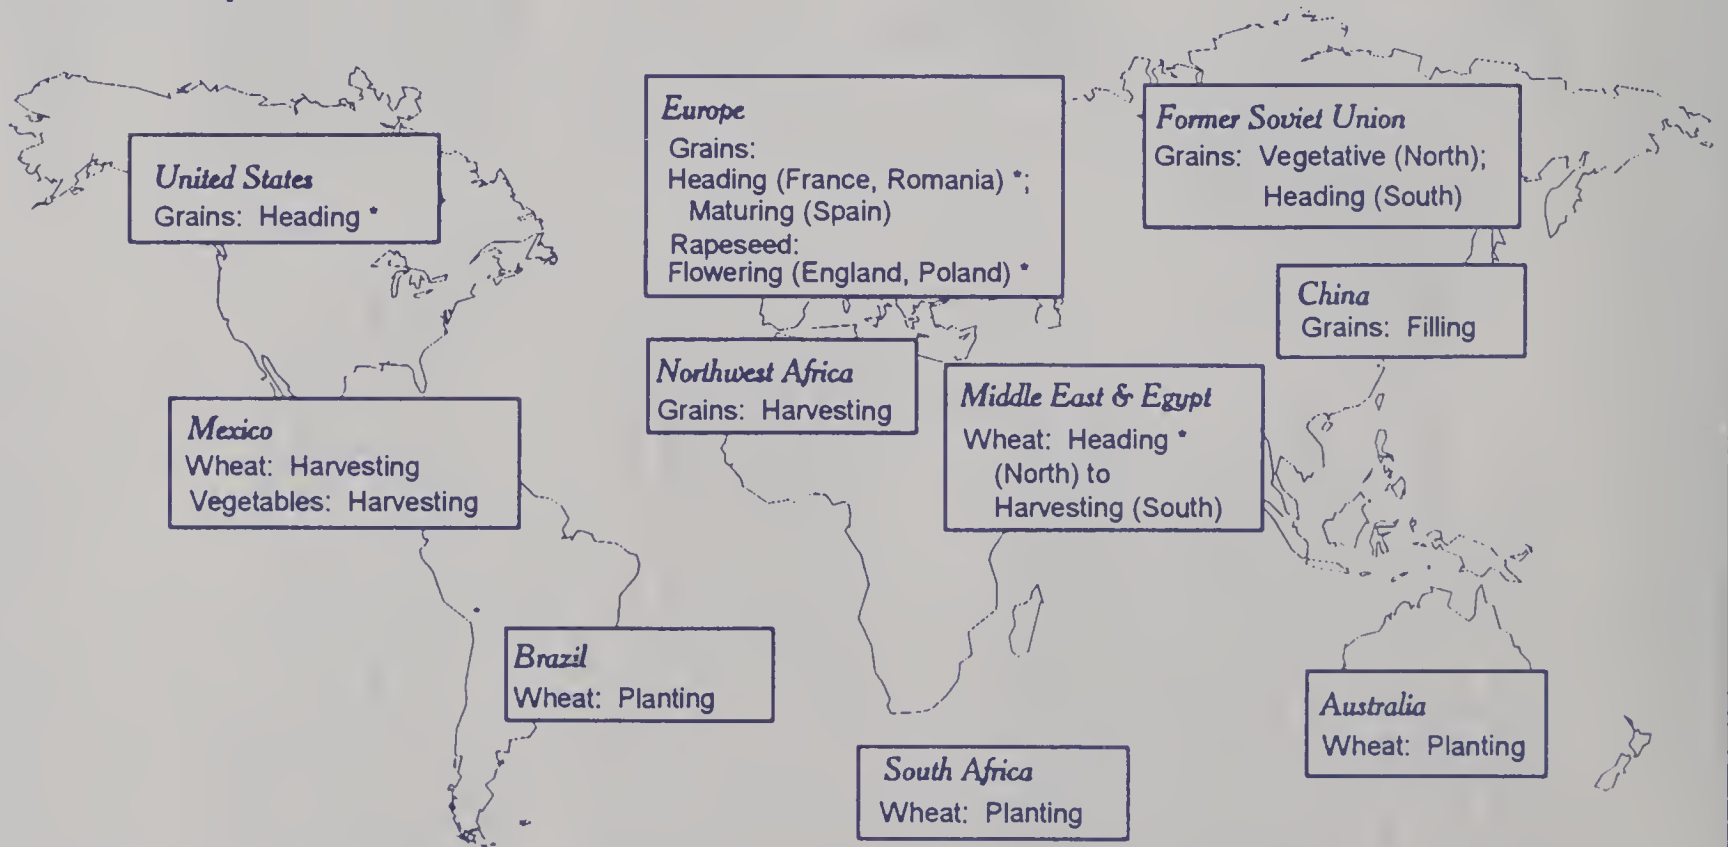 United States
Grains: Heading *
Europe
Grains:
Heading (France, Romania) *;
Maturing (Spain)
Rapeseed:
Flowering (England, Poland) *
Former Soviet Union
Grains: Vegetative (North);
Heading (South)
China
Grains: Filling
Northwest Africa
Grains: Harvesting
Middle East & Egypt
Wheat: Heading *
(North) to
Harvesting (South)
Mexico
Wheat: Harvesting
Vegetables: Harvesting
Brazil
Wheat: Planting
Australia
Wheat: Planting
South Africa
Wheat: Planting